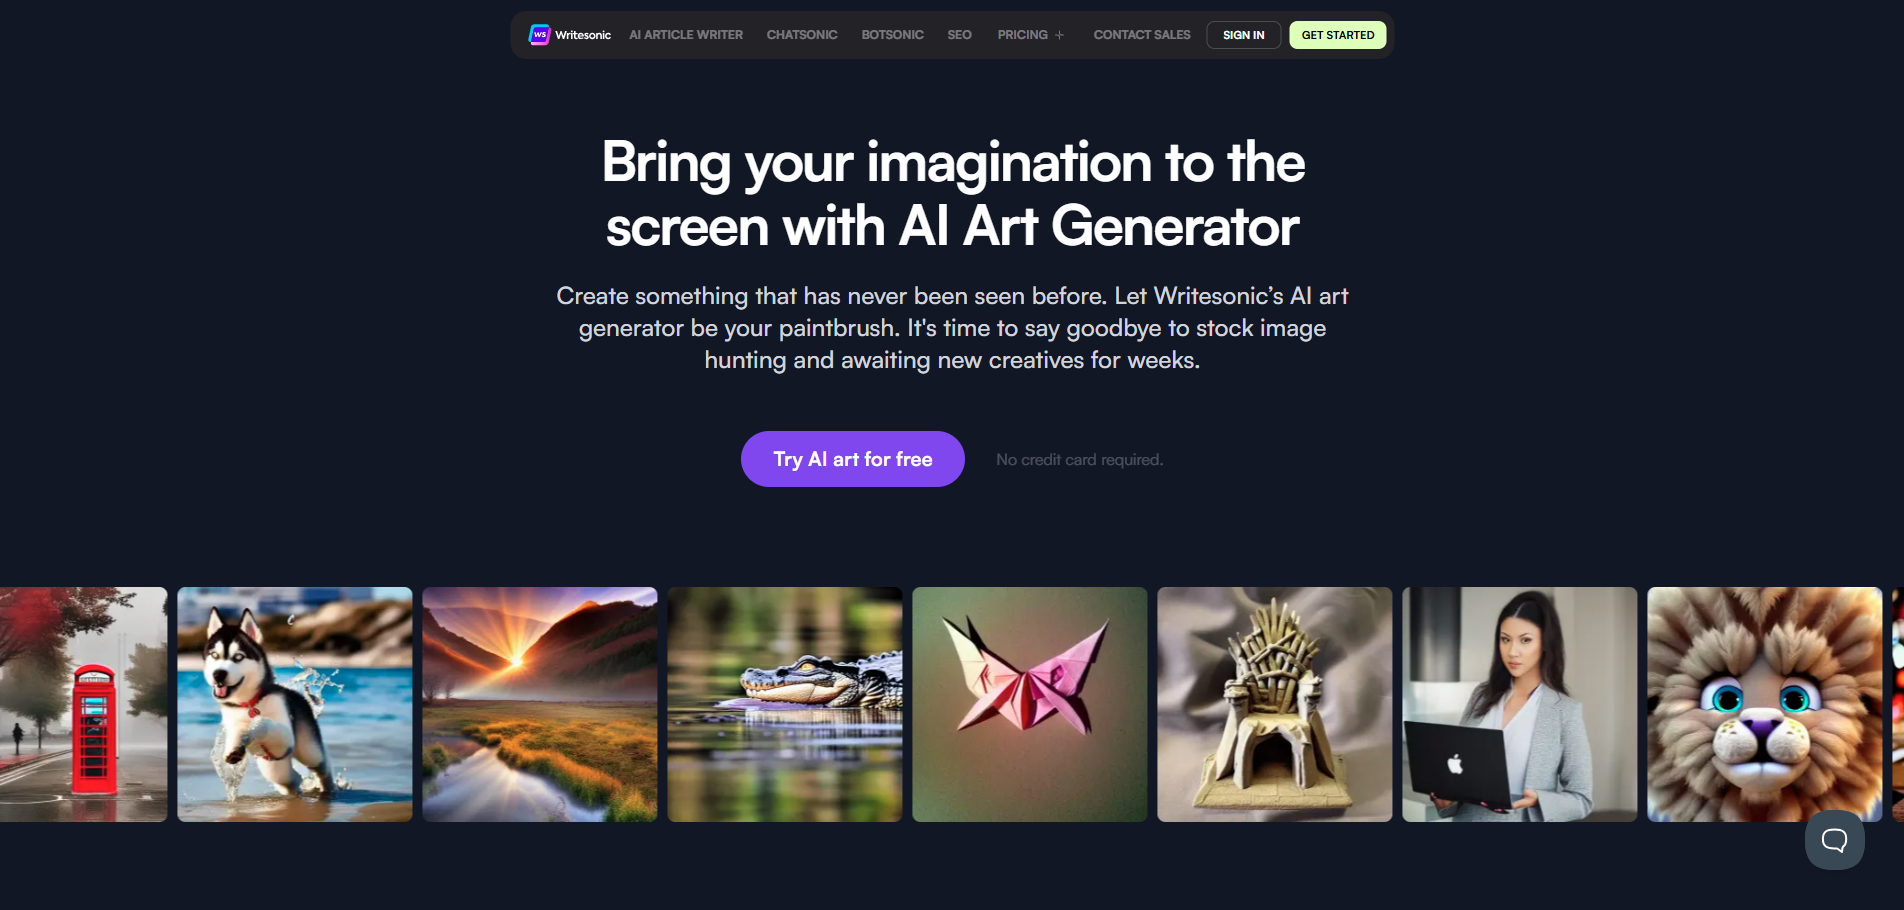 WS Writesonic AI ARTICLE WRITER CHATSONIC BOTSONIC SEO PRICING + CONTACT SALES SIGN IN GET STARTED
Bring your imagination to the
screen with AI Art Generator
Create something that has never been seen before. Let Writesonic’s AI art
generator be your paintbrush. It's time to say goodbye to stock image
hunting and awaiting new creatives for weeks.
Try AI art for free No credit card required.